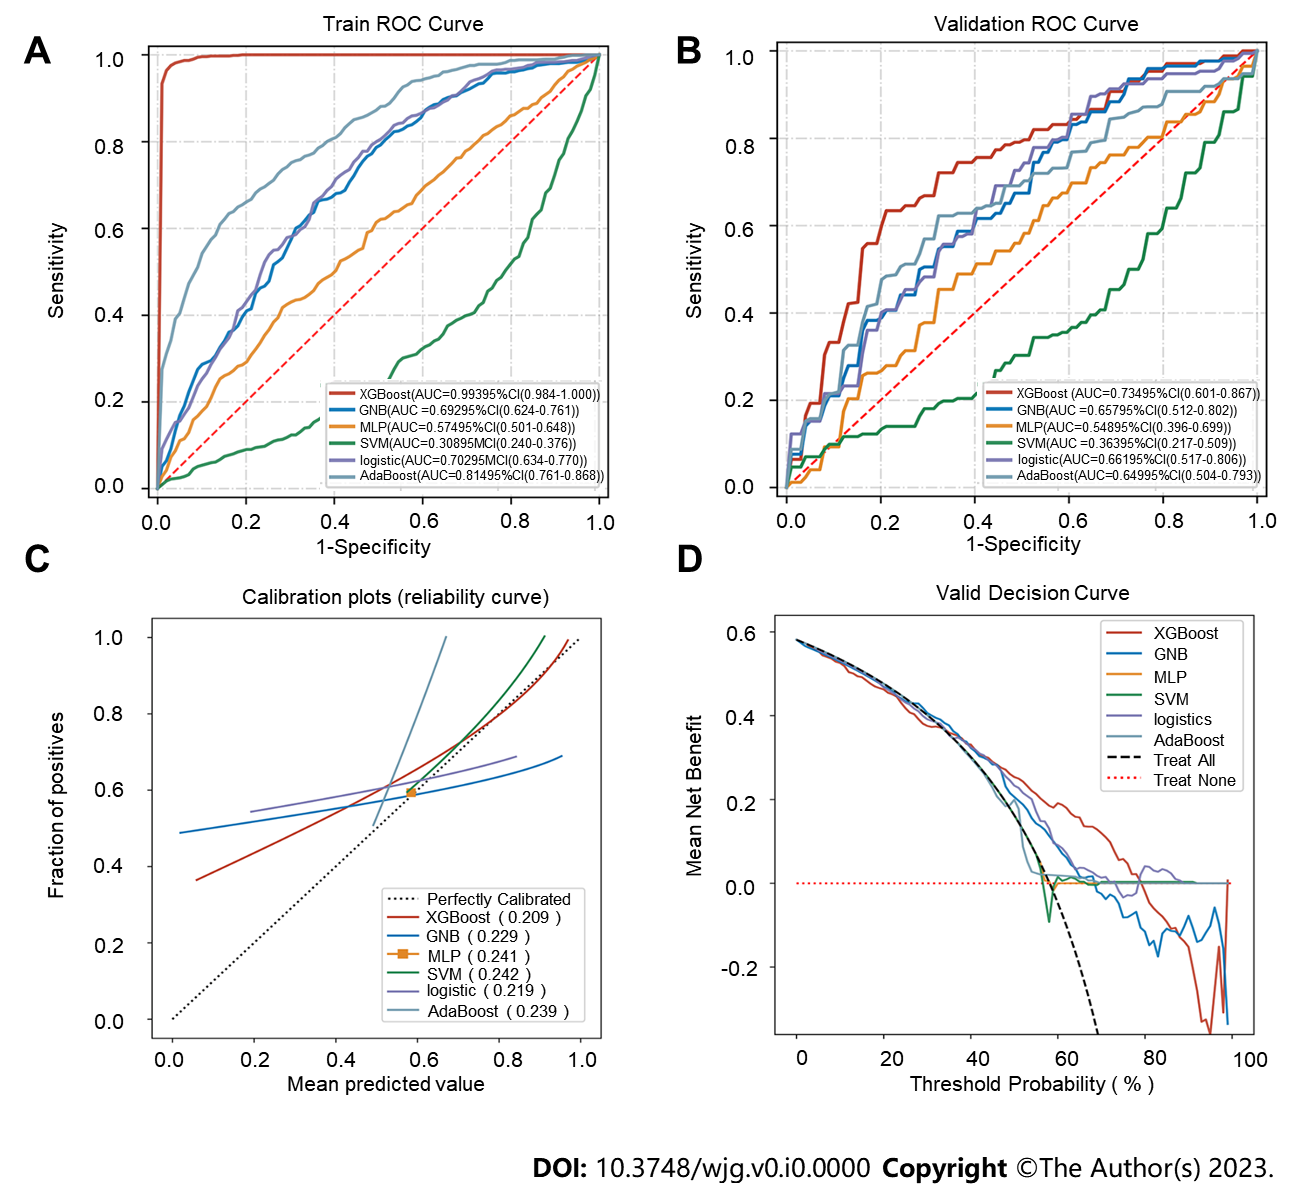 A
Train ROC Curve
Sensitivity
1.0
0.8
0.6
0.4
0.2
0.0
XGBoost(AUC=0.99395%CI(0.984-1.000))
GNB(AUC =0.69295%CI(0.624-0.761)
MLP(AUC=0.57495%CI(0.501-0.648))
SVM(AUC=0.30895MCI(0.240-0.376))
logistic(AUC=0.70295MCI(0.634-0.770))
AdaBoost(AUC=0.81495%CI(0.761-0.868))
0.0 0.2 0.4 0.6 0.8 1.0
1-Specificity
B
Validation ROC Curve
Sensitivity
1.0
0.8
0.6
0.4
0.2
0.0
XGBoost (AUC=0.73495%CI(0.601-0.867))
GNB(AUC =0.65795%CI(0.512-0.802))
MLP(AUC=0.54895%CI(0.396-0.699))
SVM(AUC =0.36395%CI(0.217-0.509))
logistic(AUC=0.66195%CI(0.517-0.806))
AdaBoost(AUC=0.64995%CI(0.504-0.793))
0.0 0.2 0.4 0.6 0.8 1.0
1-Specificity
C
Calibration plots (reliability curve)
Fraction of positives
1.0
0.8
0.6
0.4
0.2
0.0
Perfectly Calibrated
XGBoost ( 0.209 )
GNB ( 0.229 )
MLP ( 0.241 )
SVM ( 0.242 )
logistic ( 0.219 )
AdaBoost ( 0.239 )
0.0 0.2 0.4 0.6 0.8 1.0
Mean predicted value
D
Valid Decision Curve
Mean Net Benefit
0.6
0.4
0.2
0.0
-0.2
XGBoost
GNB
MLP
SVM
logistics
AdaBoost
Treat All
Treat None
0 20 40 60 80 100
Threshold Probability ( % )
DOI: 10.3748/wjg.v0.i0.0000 Copyright ©The Author(s) 2023.